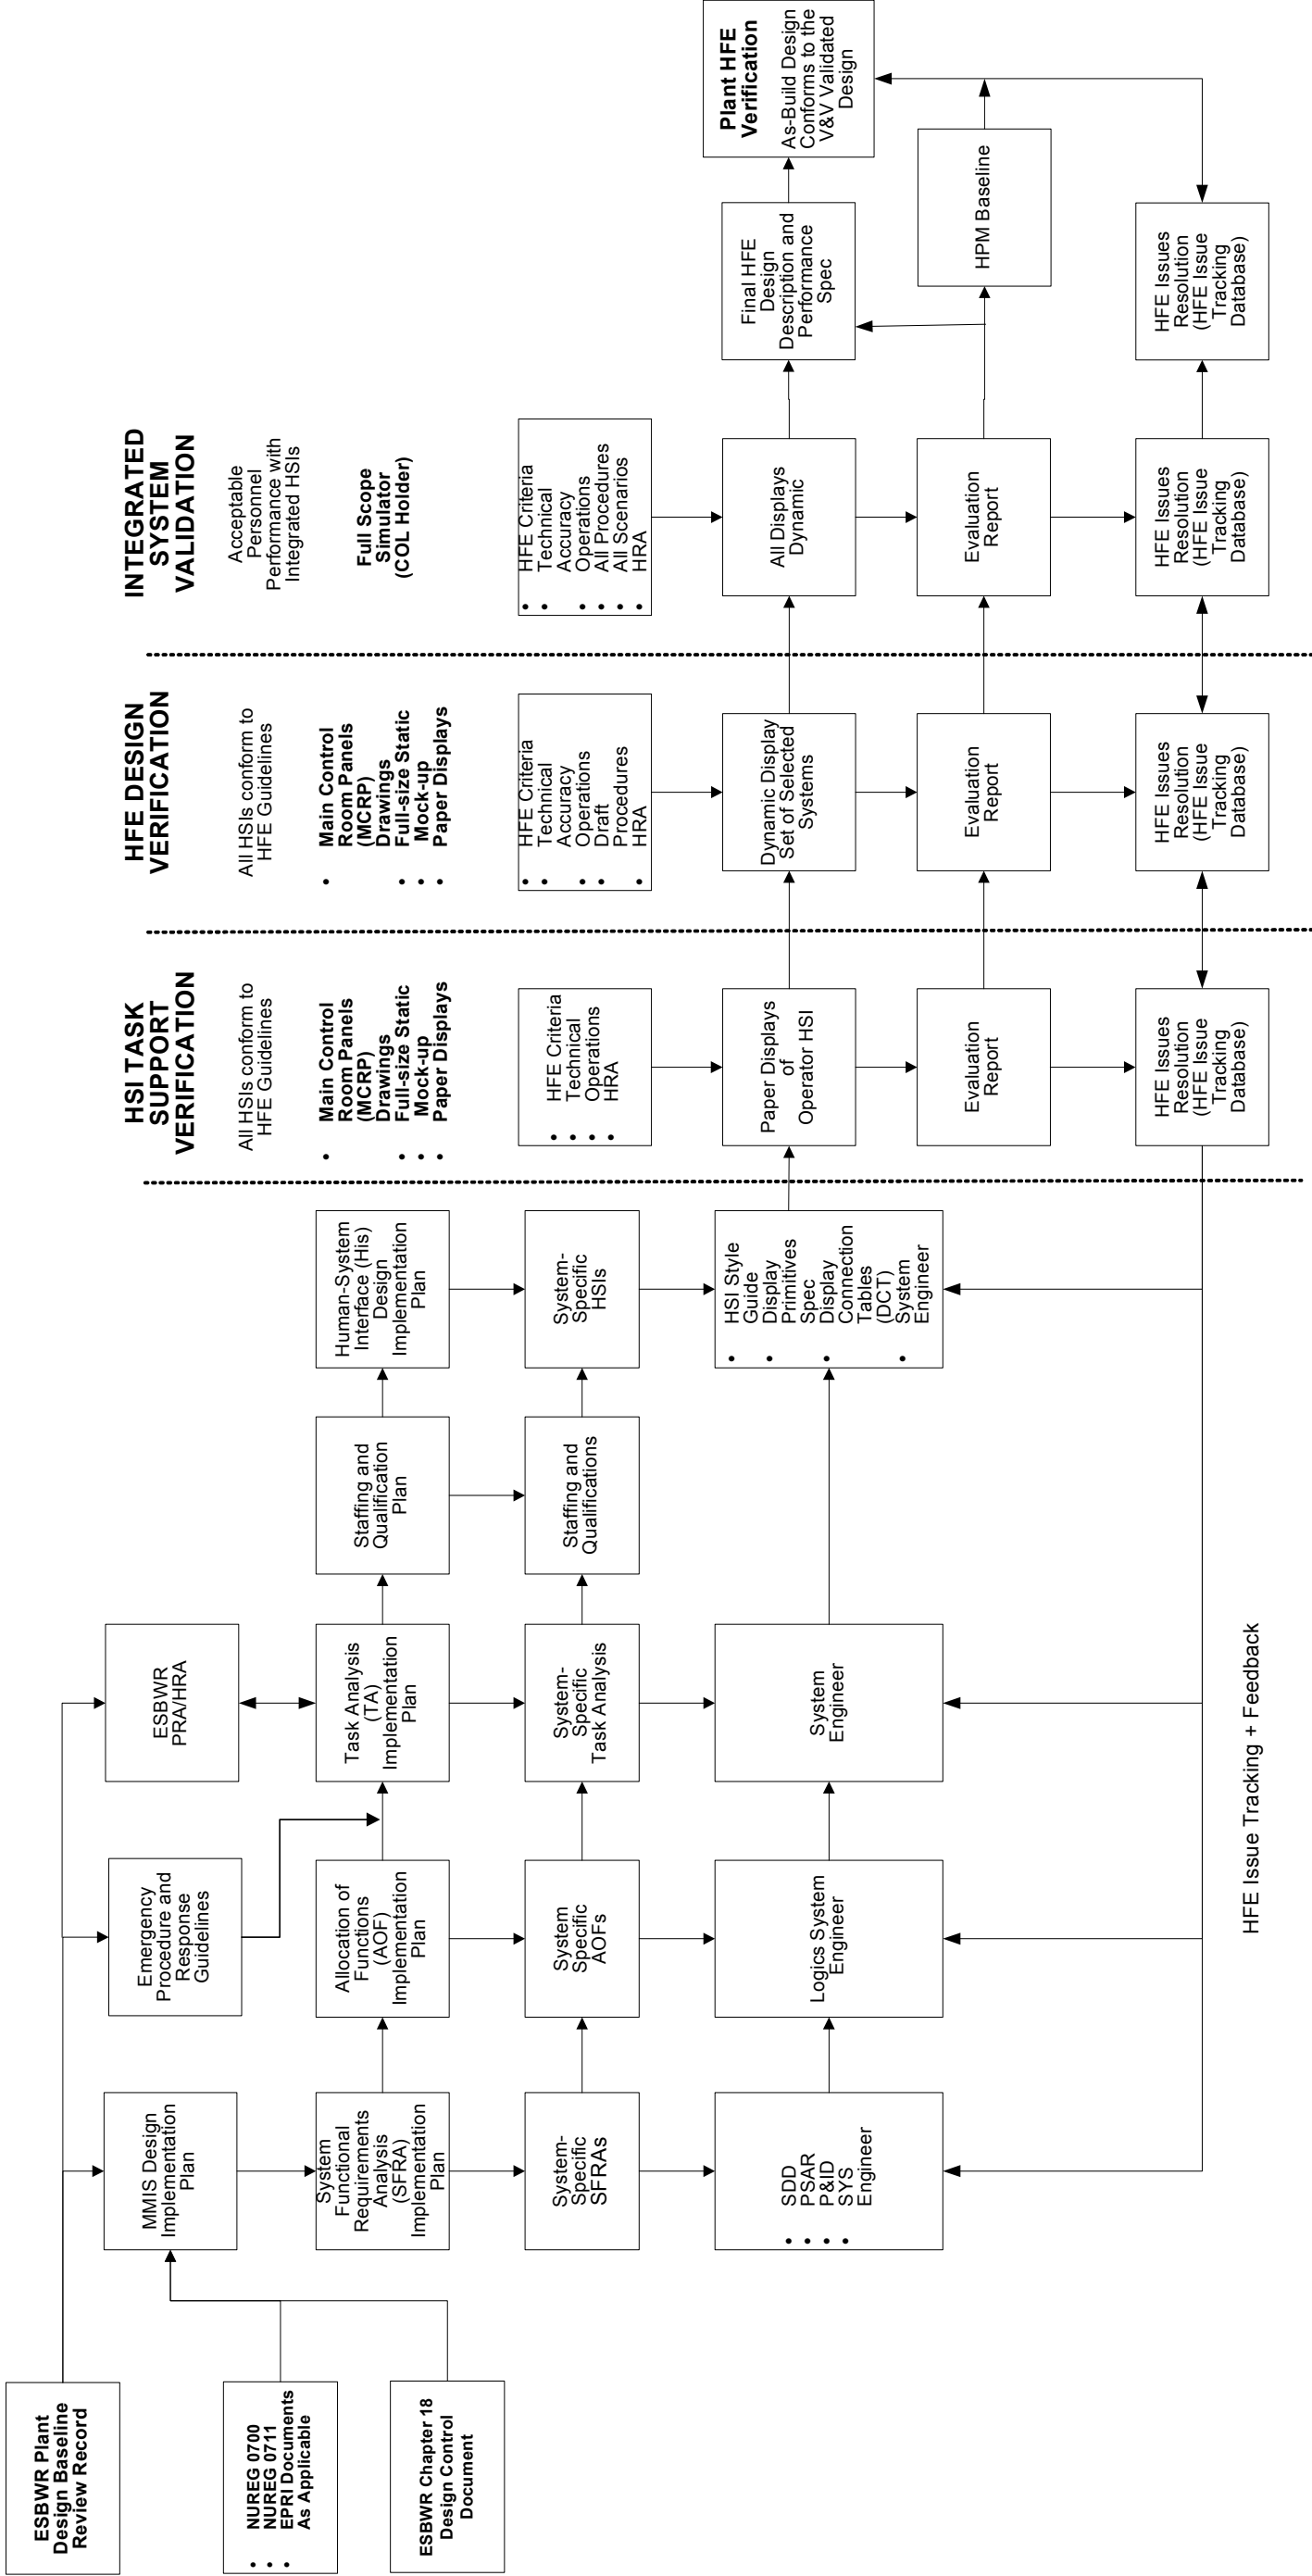 ESBWR Plant
Design Baseline
Review Record
• NUREG 0700
• NUREG 0711
• EPRI Documents
As Applicable
ESBWR Chapter 18
Design Control
Document
MMIS Design
Implementation
Plan
Emergency
Procedure and
Response
Guidelines
ESBWR
PRA/HRA
System
Functional
Requirements
Analysis
(SFRA)
Implementation
Plan
Allocation of
Functions
(AOF)
Implementation
Plan
Task Analysis
(TA)
Implementation
Plan
Staffing and
Qualification
Plan
Human-System
Interface (His)
Design
Implementation
Plan
System-
Specific
SFRAs
System
Specific
AOFs
System-
Specific
Task Analysis
Staffing and
Qualifications
System-
Specific
HSIs
• SDD
• PSAR
• P&ID
• SYS
Engineer
Logics System
Engineer
System
Engineer
• HSI Style
Guide
• Display
Primitives
Spec
• Display
Connection
Tables
(DCT)
• System
Engineer
HFE Issue Tracking + Feedback
HSI TASK
SUPPORT
VERIFICATION
All HSIs conform to
HFE Guidelines
• Main Control
Room Panels
(MCRP)
Drawings
• Full-size Static
• Mock-up
• Paper Displays
• HFE Criteria
• Technical
• Operations
• HRA
Paper Displays
of
Operator HSI
Evaluation
Report
HFE Issues
Resolution
(HFE Issue
Tracking
Database)
HFE DESIGN
VERIFICATION
All HSIs conform to
HFE Guidelines
• Main Control
Room Panels
(MCRP)
Drawings
• Full-size Static
• Mock-up
• Paper Displays
• HFE Criteria
• Technical
Accuracy
• Operations
• Draft
Procedures
• HRA
Dynamic Display
Set of Selected
Systems
Evaluation
Report
HFE Issues
Resolution
(HFE Issue
Tracking
Database)
INTEGRATED
SYSTEM
VALIDATION
Acceptable
Personnel
Performance with
Integrated HSIs
Full Scope
Simulator
(COL Holder)
• HFE Criteria
• Technical
Accuracy
• Operations
• All Procedures
• All Scenarios
• HRA
All Displays
Dynamic
Evaluation
Report
HFE Issues
Resolution
(HFE Issue
Tracking
Database)
Final HFE
Design
Description and
Performance
Spec
HPM Baseline
HFE Issues
Resolution
(HFE Issue
Tracking
Database)
Plant HFE
Verification
As-Build Design
Conforms to the
V&V Validated
Design